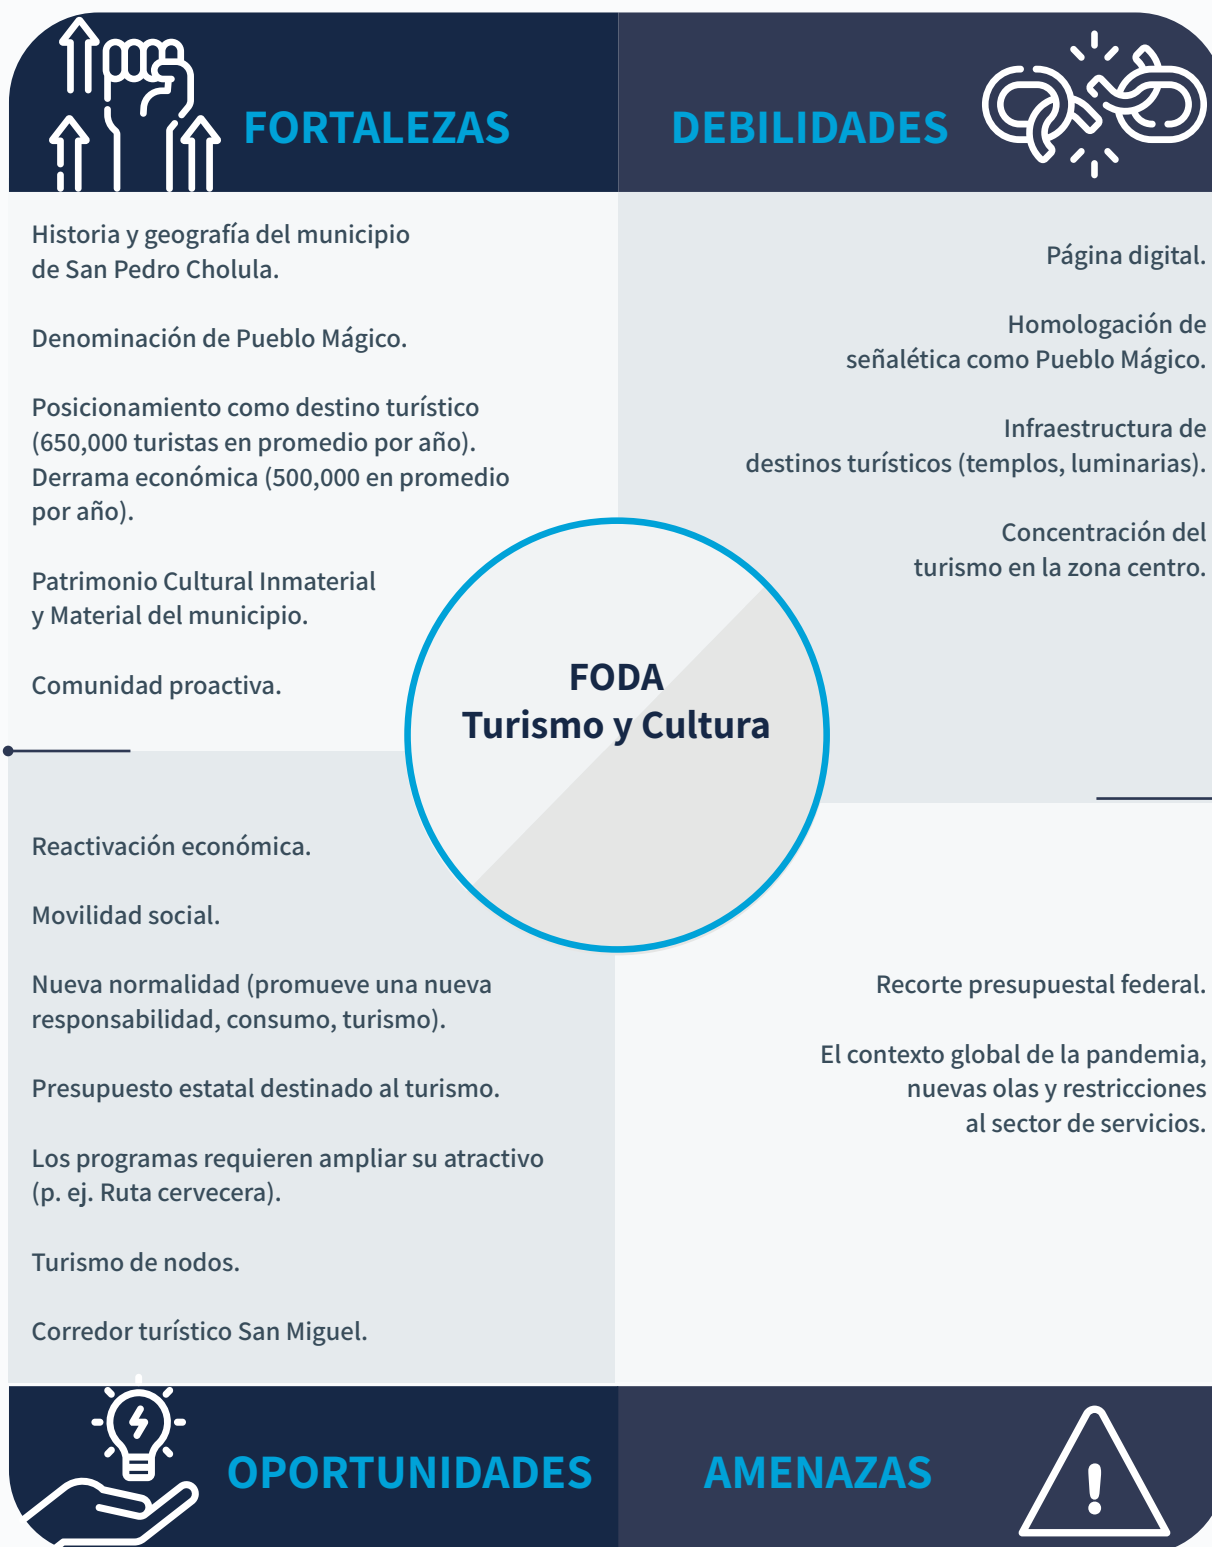 FORTALEZAS
Historia y geografía del municipio
de San Pedro Cholula.
Denominación de Pueblo Mágico.
Posicionamiento como destino turístico
(650,000 turistas en promedio por año).
Derrama económica (500,000 en promedio
por año).
Patrimonio Cultural Inmaterial
y Material del municipio.
Comunidad proactiva.
DEBILIDADES
Página digital.
Homologación de
señalética como Pueblo Mágico.
Infraestructura de
destinos turísticos (templos, luminarias).
Concentración del
turismo en la zona centro.
FODA
Turismo y Cultura
Reactivación económica.
Movilidad social.
Nueva normalidad (promueve una nueva
responsabilidad, consumo, turismo).
Presupuesto estatal destinado al turismo.
Los programas requieren ampliar su atractivo
(p. ej. Ruta cervecera).
Turismo de nodos.
Corredor turístico San Miguel.
OPORTUNIDADES
Recorte presupuestal federal.
El contexto global de la pandemia,
nuevas olas y restricciones
al sector de servicios.
AMENAZAS